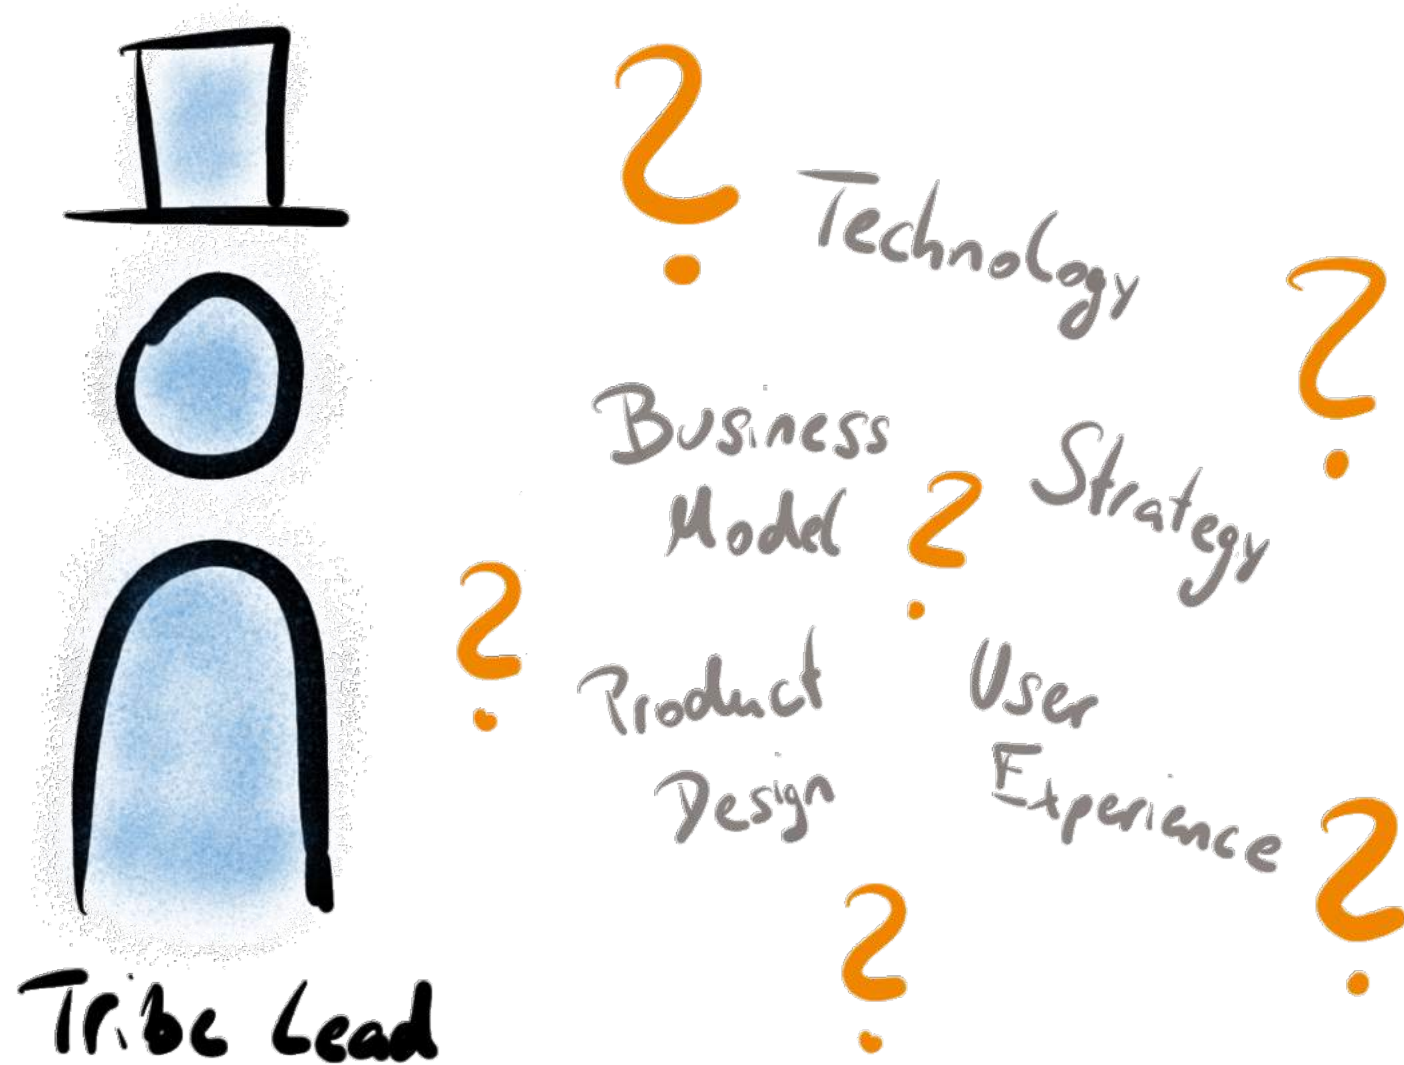 ?
Technology
?
Business
Model
?
Strategy
?
Product
Design
User
Experience
?
?
Tribe Lead